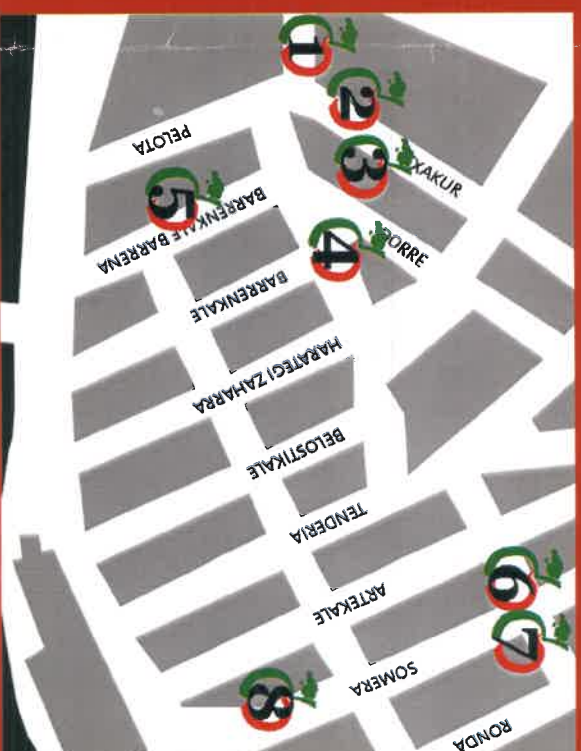 1
2
3
XAKUR
PELOTA
5
BARRENKALE BARRENA
4
TORRE
BARRENKALE
HARATEGI ZAHARRA
BELOSTIKALE
TENDERIA
ARTEKALE
6
7
SOMERA
8
RONDA